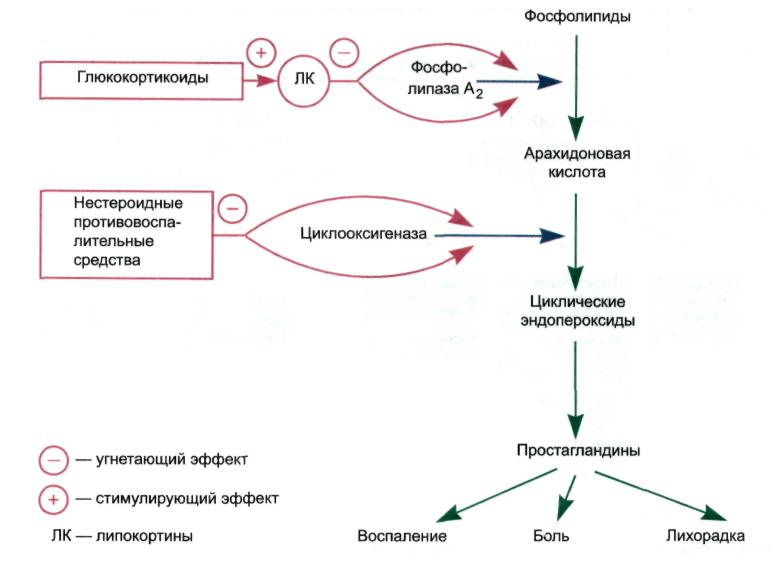 Фосфолипиды
+
−
Глюкокортикоиды
ЛК
Фосфо-
липаза А2
Арахидоновая
кислота
Нестероидные
противовоспа-
лительные
средства
−
Циклооксигеназа
Циклические
эндопероксиды
Простагландины
− — угнетающий эффект
+ — стимулирующий эффект
ЛК — липокортины
Воспаление
Боль
Лихорадка